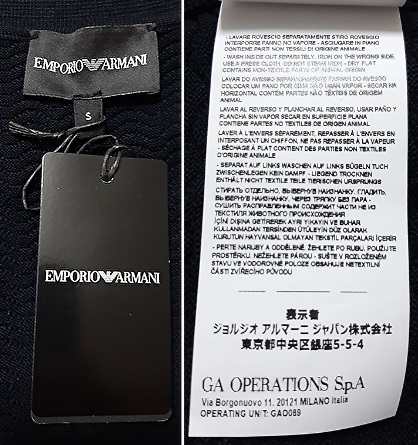 EMPORIO ARMANI
S
EMPORIO ARMANI
- LAVARE ROVESCIO SEPARATAMENTE STIRO ROVESCIO
INTERPORRE PANNO NO VAPORE - ASCIUGARE IN PIANO
CONTIENE PARTI NON TESSILI DI ORIGINE ANIMALE
- WASH INSIDE OUT SEPARATELY, IRON ON THE WRONG SIDE,
USE A PRESS CLOTH, DO NOT STEAM IRON - DRY FLAT
CONTAINS NON-TEXTILE PARTS OF ANIMAL ORIGIN
LAVAR DO AVESSO SEPARADAMENTE PASSAR DO AVESSO
COLOCAR UM PANO POR CIMA NÃO USAR VAPOR - SECAR NA
HORIZONTAL CONTÉM PARTES NÃO TÊXTEIS DE ORIGEM
ANIMAL
LAVAR AL REVERSO Y PLANCHAR AL REVERSO, USAR PAÑO Y
PLANCHA SIN VAPOR SECAR EN SUPERFICIE PLANA
CONTIENE PARTES NO TEXTILES DE ORIGEN ANIMAL
LAVER À L'ENVERS SÉPAREMENT, REPASSER À L'ENVERS EN
INTERPOSANT UN CHIFFON, NE PAS REPASSER À LA VAPEUR
- SÉCHAGE À PLAT CONTIENT DES PARTIES NON TEXTILES
D'ORIGINE ANIMALE
- SEPARAT AUF LINKS WASCHEN AUF LINKS BÜGELN TUCH
ZWISCHENLEGEN KEIN DAMPF - LIEGEND TROCKNEN
ENTHÄLT NICHT TEXTILE TEILE TIERISCHEN URSPRUNGS
СТИРАТЬ ОТДЕЛЬНО, ВЫВЕРНУВ НАИЗНАНКУ, ГЛАДИТЬ,
ВЫВЕРНУВ НАИЗНАНКУ, ЧЕРЕЗ ТРЯПКУ БЕЗ ПАРА -
СУШИТЬ РАСПРАВЛЕННЫМ СОДЕРЖИТ ЧАСТИ НЕ ИЗ
ТЕКСТИЛЯ ЖИВОТНОГО ПРОИСХОЖДЕНИЯ
İÇİNİ DIŞINA GETİREREK AYRI YIKAYIN VE BUHAR
KULLANMADAN TERSİNDEN ÜTÜLEYİN DÜZ OLARAK
KURUTUN HAYVANSAL OLMAYAN TEKSTİL PARÇALARI İÇERİR
- PERTE NARUBY A ODDĚLENĚ. ŽEHLETE PO RUBU. POUŽIJTE
PROSTĚRKU. NEŽEHLETE PÁROU - SUŠIT V ROZLOŽENÉM
STAVU VE VODOROVNÉ POLOZE OBSAHUJE NETEXTILNÍ
ČÁSTI ZVÍŘECÍHO PŮVODU
表示者
ジョルジオ アルマーニ ジャパン株式会社
東京都中央区銀座5-5-4
GA OPERATIONS S.p.A
Via Borgonuovo 11, 20121 MILANO Italia
OPERATING UNIT: GAO089